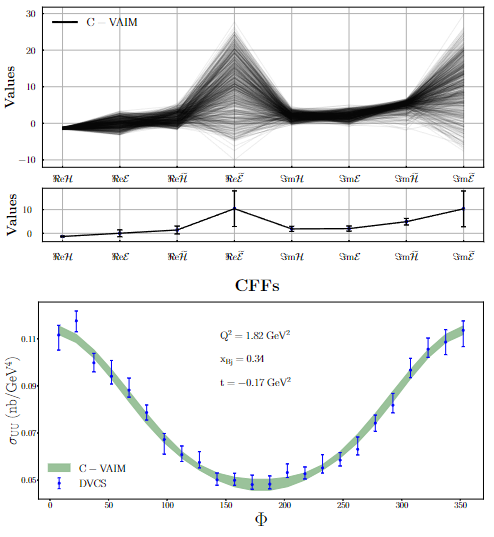 30
20
10
0
−10
Values
C − VAIM
ℜeℋ ℜeℰ ℜeℋ̃ ℜeℰ̃ ℑmℋ ℑmℰ ℑmℋ̃ ℑmℰ̃
10
0
Values
ℜeℋ ℜeℰ ℜeℋ̃ ℜeℰ̃ ℑmℋ ℑmℰ ℑmℋ̃ ℑmℰ̃
CFFs
0.11
0.09
0.07
0.05
σ_UU (nb/GeV⁴)
Q² = 1.82 GeV²
x_Bj = 0.34
t = −0.17 GeV²
C − VAIM
DVCS
0 50 100 150 200 250 300 350
Φ